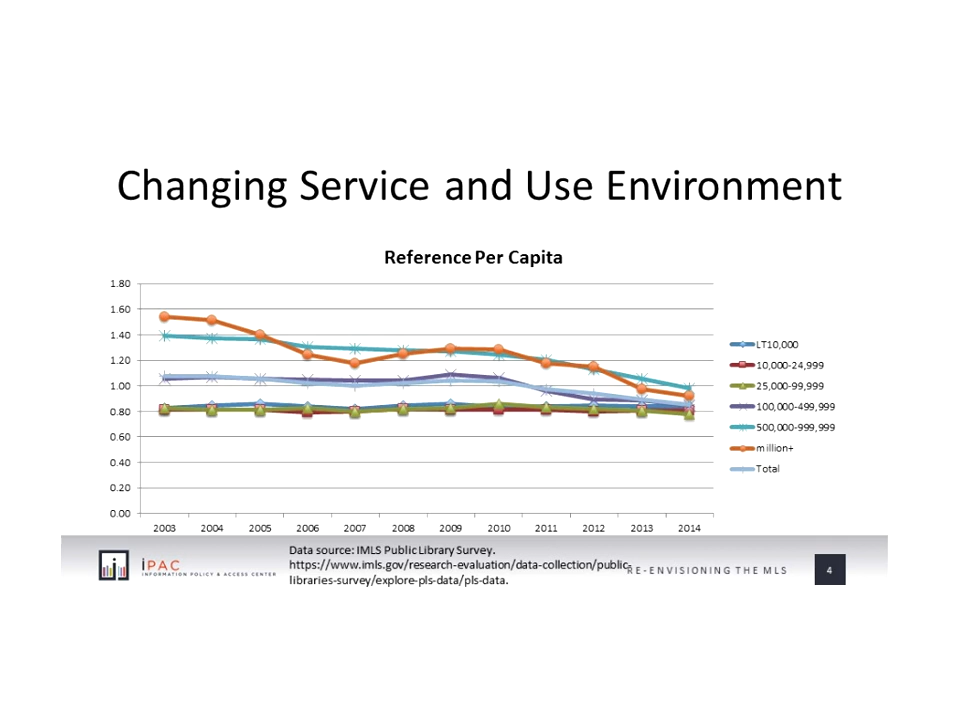 Changing Service and Use Environment
Reference Per Capita
1.80
1.60
1.40
1.20
1.00
0.80
0.60
0.40
0.20
0.00
2003 2004 2005 2006 2007 2008 2009 2010 2011 2012 2013 2014
LT10,000
10,000-24,999
25,000-99,999
100,000-499,999
500,000-999,999
million+
Total
iPAC
INFORMATION POLICY & ACCESS CENTER
Data source: IMLS Public Library Survey.
https://www.imls.gov/research-evaluation/data-collection/public-
libraries-survey/explore-pls-data/pls-data.
RE-ENVISIONING THE MLS
4